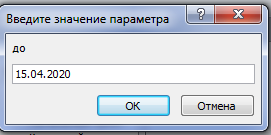 Введите значение параметра
до
15.04.2020
OK
Отмена